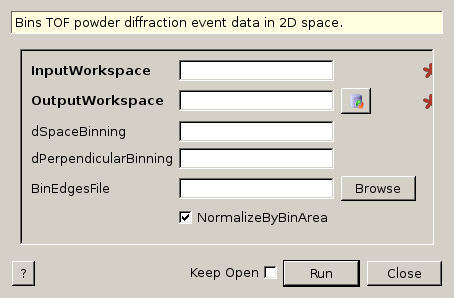 Bins TOF powder diffraction event data in 2D space.
InputWorkspace
OutputWorkspace
dSpaceBinning
dPerpendicularBinning
BinEdgesFile Browse
NormalizeByBinArea
? Keep Open Run Close